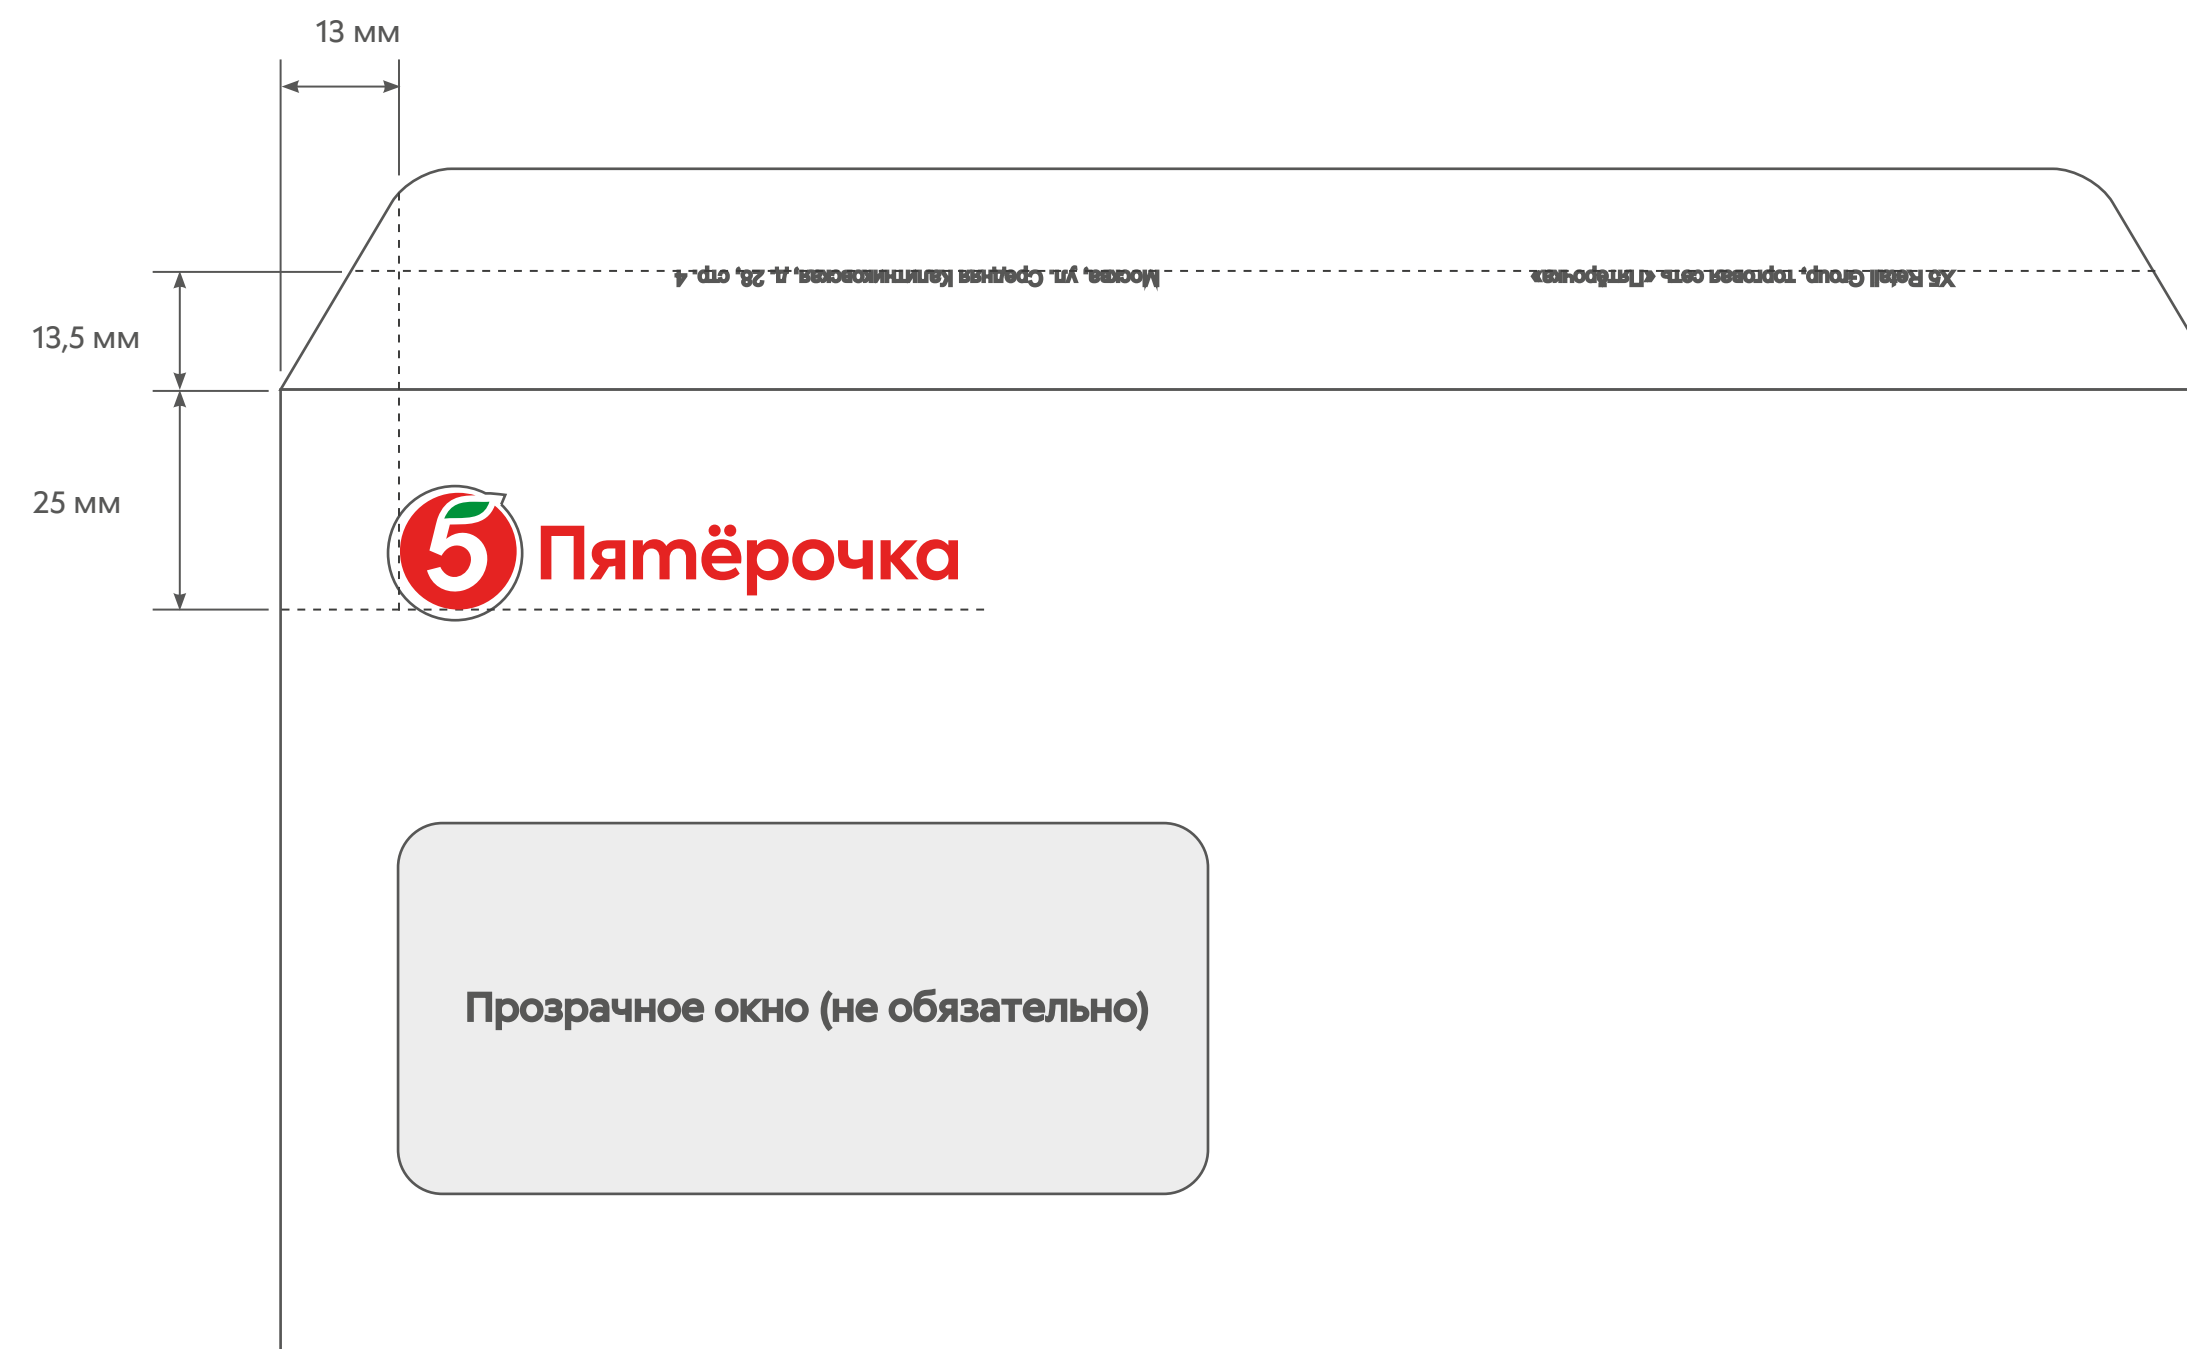 13 мм
X5 Retail Group, торговая сеть «Пятёрочка»
Москва, ул. Средняя Калитниковская, д. 28, стр. 4
13,5 мм
25 мм
5 Пятёрочка
Прозрачное окно (не обязательно)